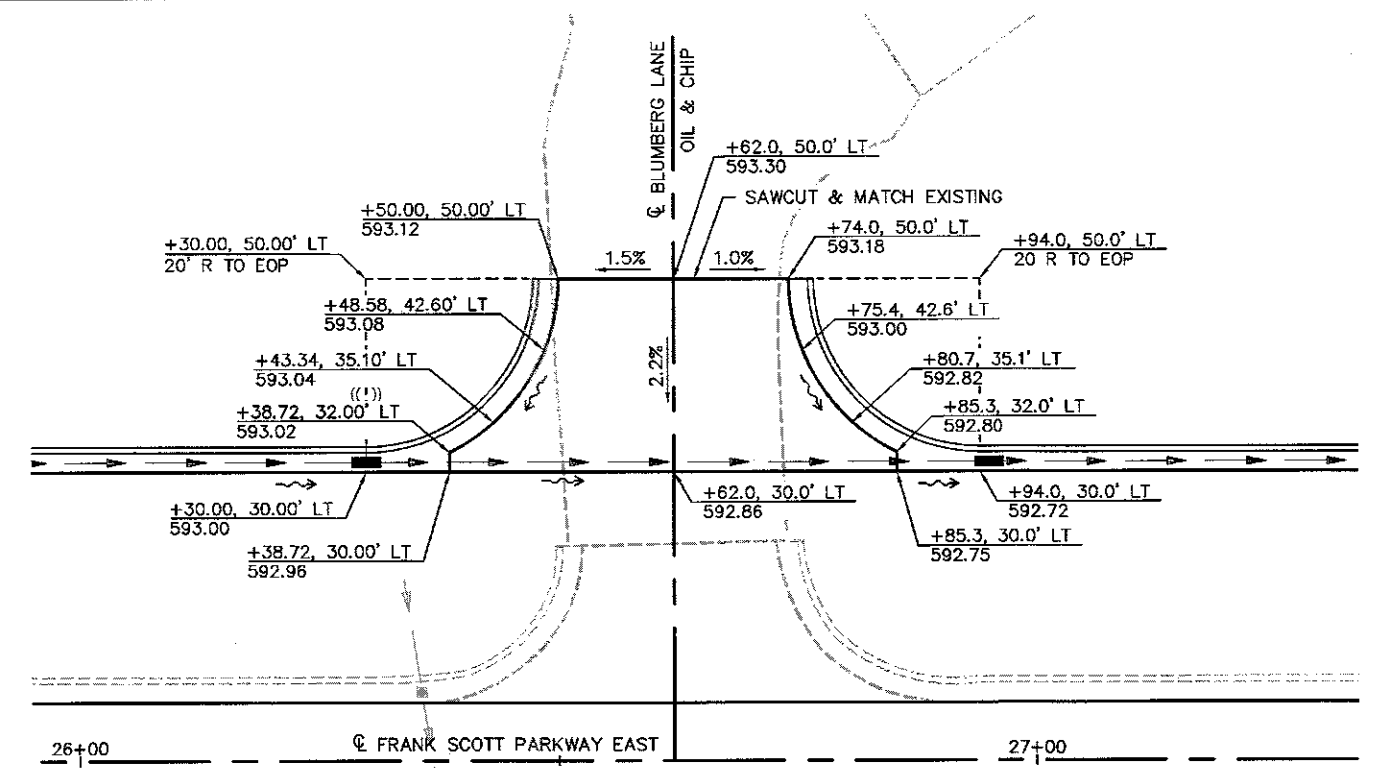 ℄ BLUMBERG LANE
OIL & CHIP
+62.0, 50.0' LT
593.30
SAWCUT & MATCH EXISTING
+50.00, 50.00' LT
593.12
+74.0, 50.0' LT
593.18
+30.00, 50.00' LT
20' R TO EOP
+94.0, 50.0' LT
20 R TO EOP
1.5%
1.0%
+48.58, 42.60' LT
593.08
+75.4, 42.6' LT
593.00
2.2%
+43.34, 35.10' LT
593.04
+80.7, 35.1' LT
592.82
((!))
+38.72, 32.00' LT
593.02
+85.3, 32.0' LT
592.80
+30.00, 30.00' LT
593.00
+62.0, 30.0' LT
592.86
+94.0, 30.0' LT
592.72
+38.72, 30.00' LT
592.96
+85.3, 30.0' LT
592.75
26+00
℄ FRANK SCOTT PARKWAY EAST
27+00